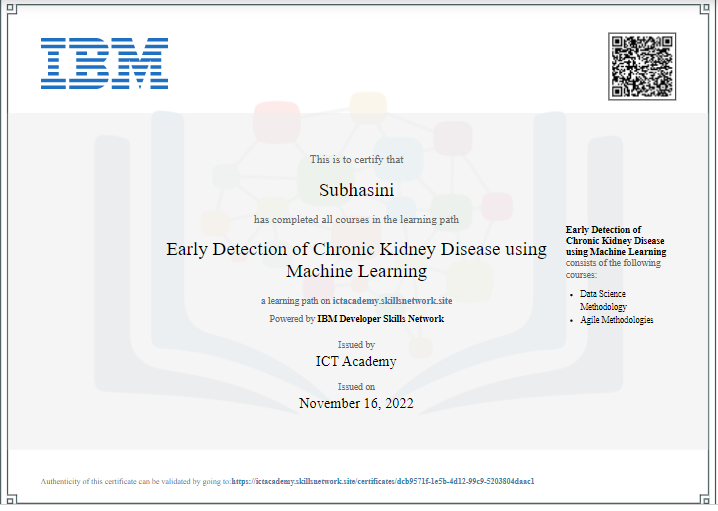 IBM
This is to certify that
Subhasini
has completed all courses in the learning path
Early Detection of Chronic Kidney Disease using
Machine Learning
a learning path on ictacademy.skillsnetwork.site
Powered by IBM Developer Skills Network
Issued by
ICT Academy
Issued on
November 16, 2022
Early Detection of
Chronic Kidney Disease
using Machine Learning
consists of the following
courses:
Data Science
Methodology
Agile Methodologies
Authenticity of this certificate can be validated by going to:https://ictacademy.skillsnetwork.site/certificates/dcb9571f-1e5b-4d12-99c9-5203804daac1